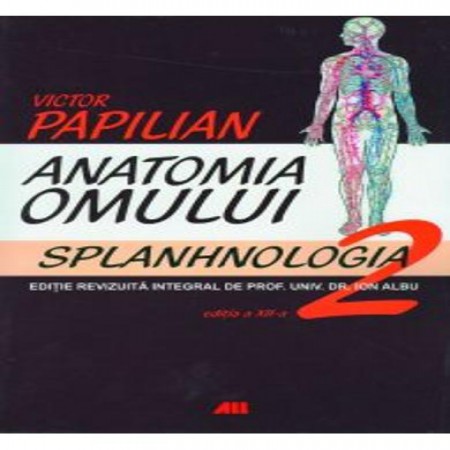 VICTOR
PAPILIAN
ANATOMIA
OMULUI
SPLANHNOLOGIA
2
EDIȚIE REVIZUITĂ INTEGRAL DE PROF. UNIV. DR. ION ALBU
ediția a XII-a
ALL